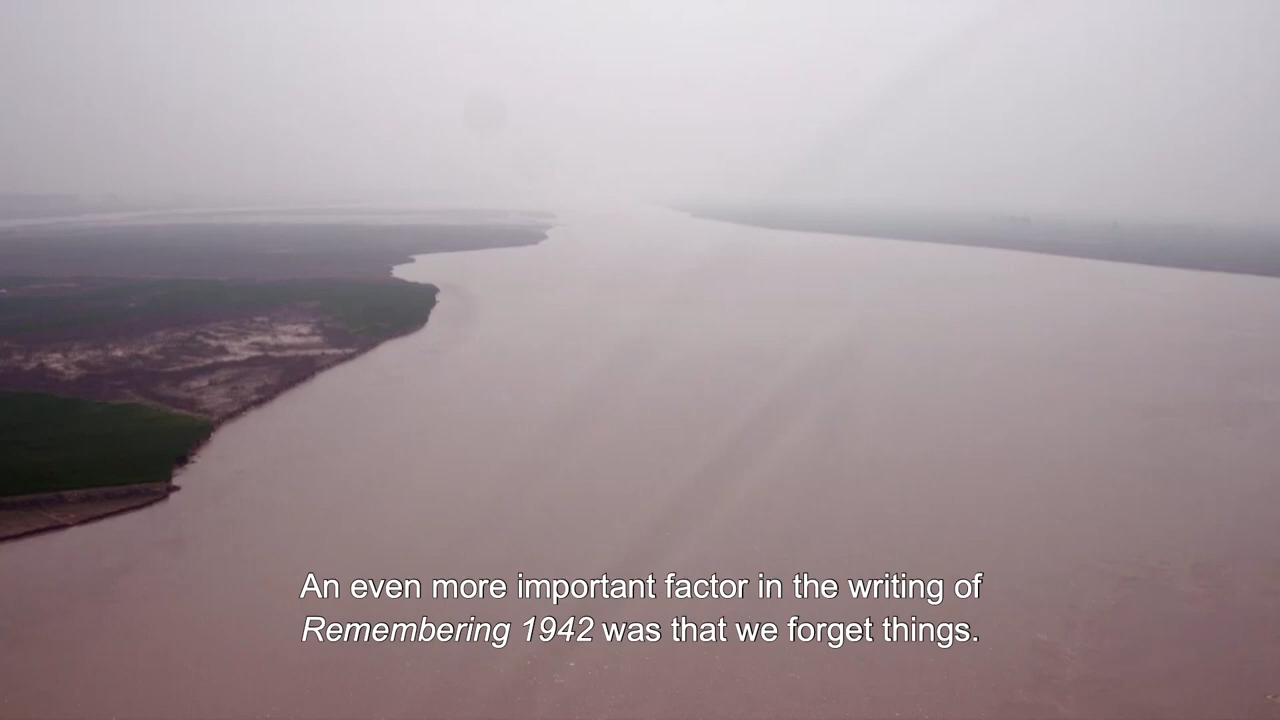 An even more important factor in the writing of
Remembering 1942 was that we forget things.